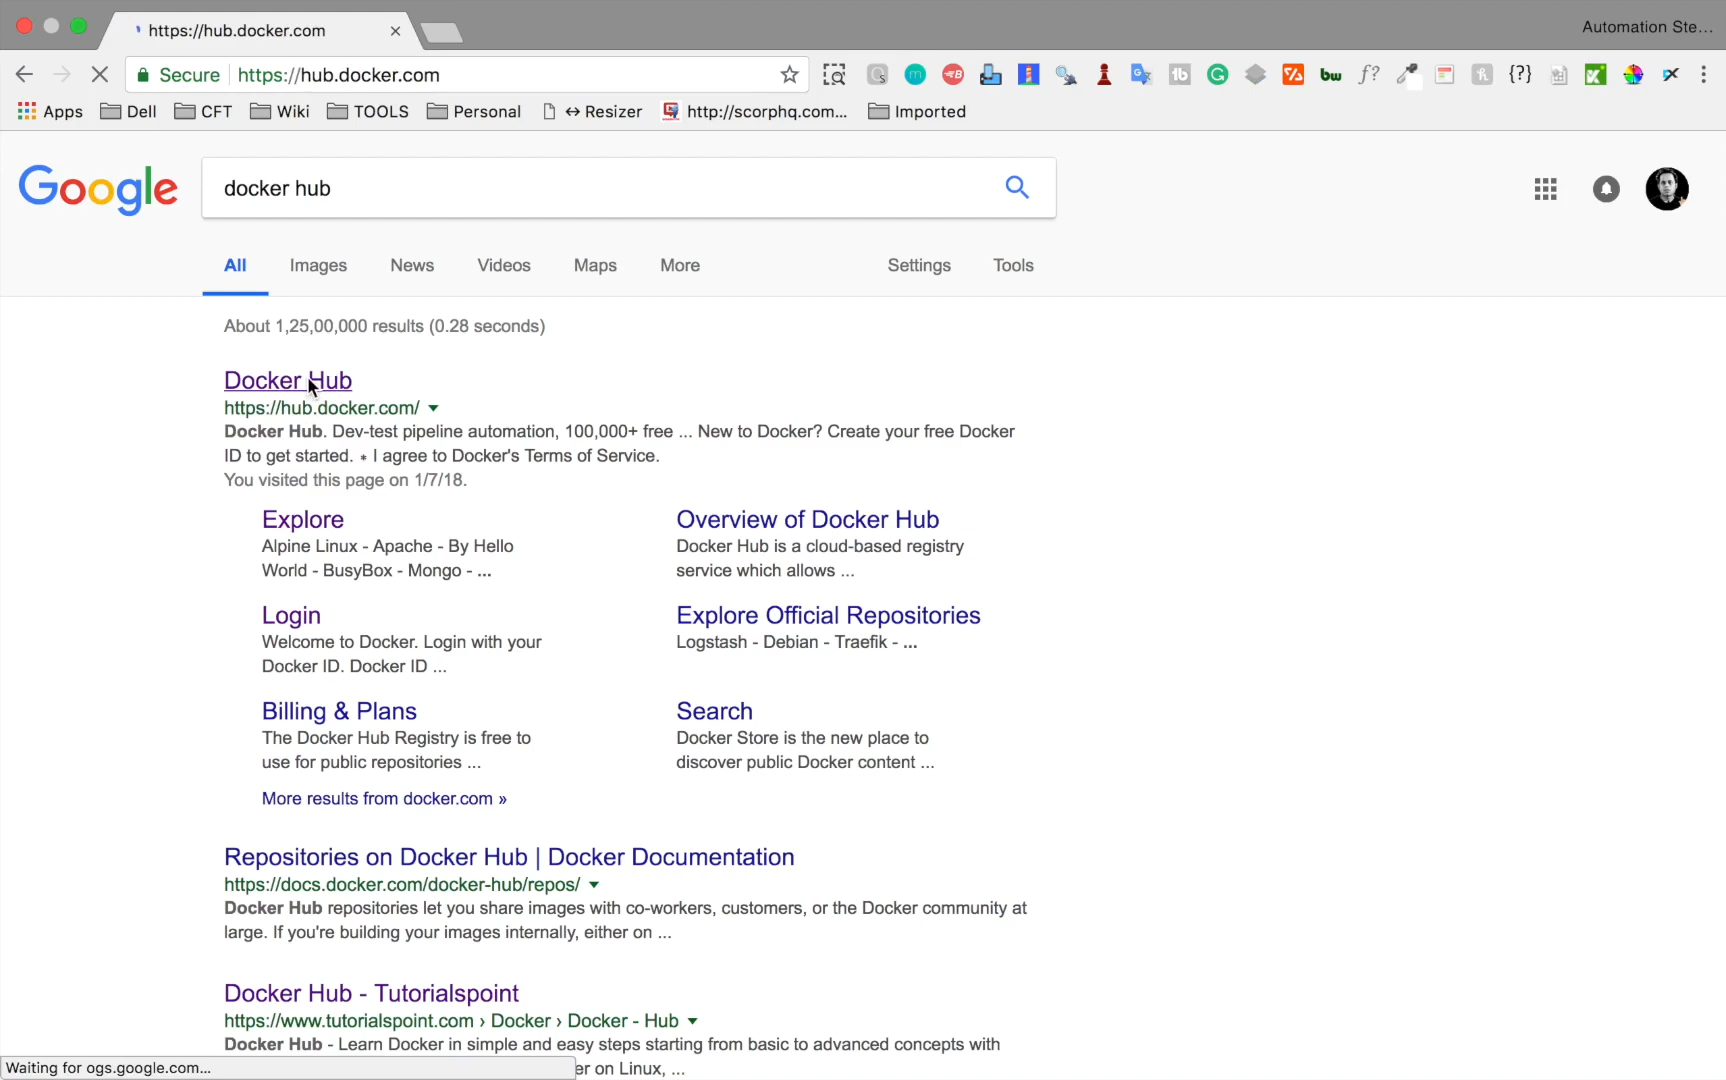 https://hub.docker.com
Automation Ste...
Secure https://hub.docker.com
Apps Dell CFT Wiki TOOLS Personal ↔ Resizer http://scorphq.com... Imported
Google docker hub
All Images News Videos Maps More Settings Tools
About 1,25,00,000 results (0.28 seconds)
Docker Hub
https://hub.docker.com/
Docker Hub. Dev-test pipeline automation, 100,000+ free ... New to Docker? Create your free Docker
ID to get started. * I agree to Docker's Terms of Service.
You visited this page on 1/7/18.
Explore
Alpine Linux - Apache - By Hello
World - BusyBox - Mongo - ...
Overview of Docker Hub
Docker Hub is a cloud-based registry
service which allows ...
Login
Welcome to Docker. Login with your
Docker ID. Docker ID ...
Explore Official Repositories
Logstash - Debian - Traefik - ...
Billing & Plans
The Docker Hub Registry is free to
use for public repositories ...
Search
Docker Store is the new place to
discover public Docker content ...
More results from docker.com »
Repositories on Docker Hub | Docker Documentation
https://docs.docker.com/docker-hub/repos/
Docker Hub repositories let you share images with co-workers, customers, or the Docker community at
large. If you're building your images internally, either on ...
Docker Hub - Tutorialspoint
https://www.tutorialspoint.com › Docker › Docker - Hub
Docker Hub - Learn Docker in simple and easy steps starting from basic to advanced concepts with
er on Linux, ...
Waiting for ogs.google.com...